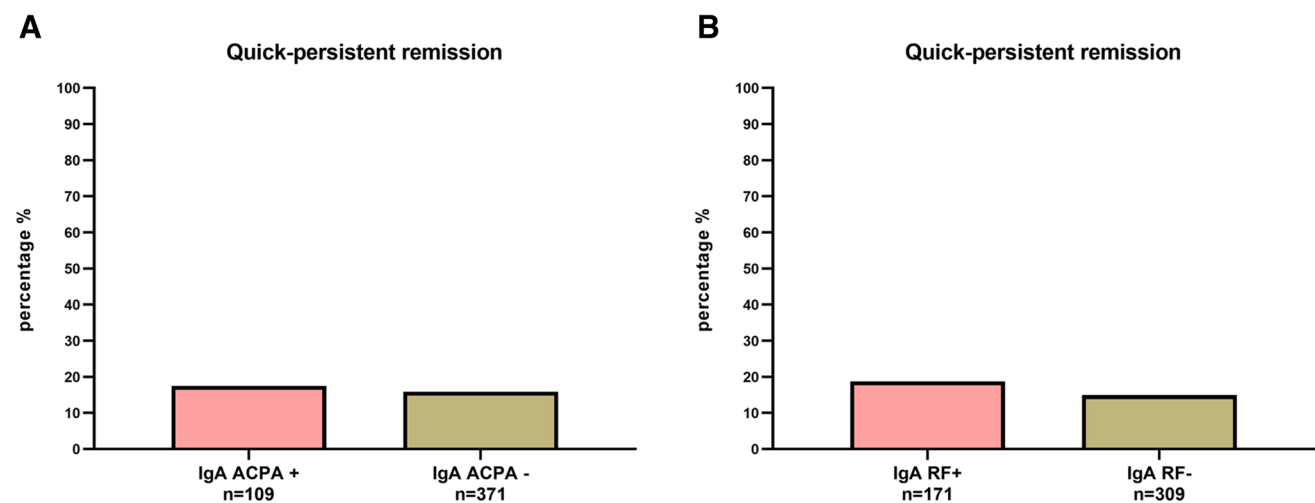 A
Quick-persistent remission
percentage %
100
90
80
70
60
50
40
30
20
10
0
IgA ACPA +
n=109
IgA ACPA -
n=371
B
Quick-persistent remission
percentage %
100
90
80
70
60
50
40
30
20
10
0
IgA RF+
n=171
IgA RF-
n=309